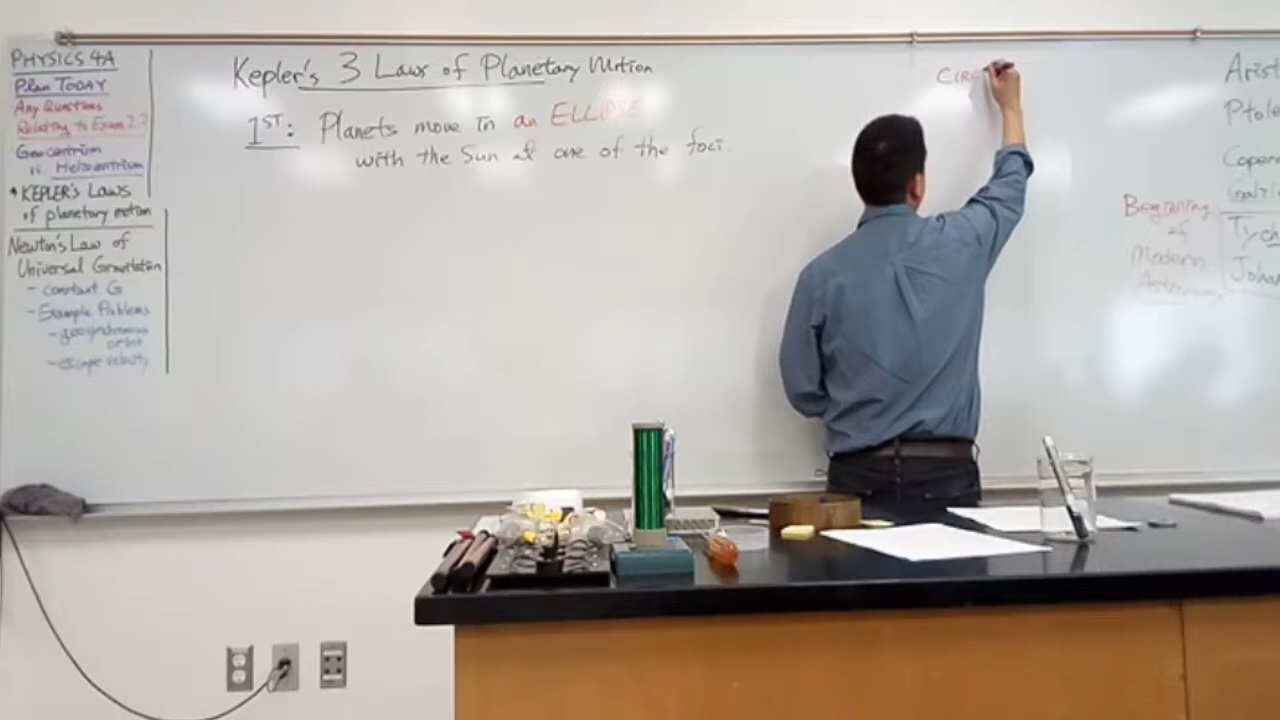 PHYSICS 4A
Plan TODAY
Any Questions
Relating to Exam 2?
Geocentrism
vs. Heliocentrism
* KEPLER'S LAWS
of planetary motion
Newton's Law of
Universal Gravitation
- constant G
- Example Problems
- geosynchronous
orbit
- escape velocity
Kepler's 3 Laws of Planetary Motion
1ST: Planets move in an ELLIPSE
with the Sun at one of the foci.
CIRC
Arist
Ptole
Coper
Galil
Tych
Joha
Beginning
of
Modern
Astronomy